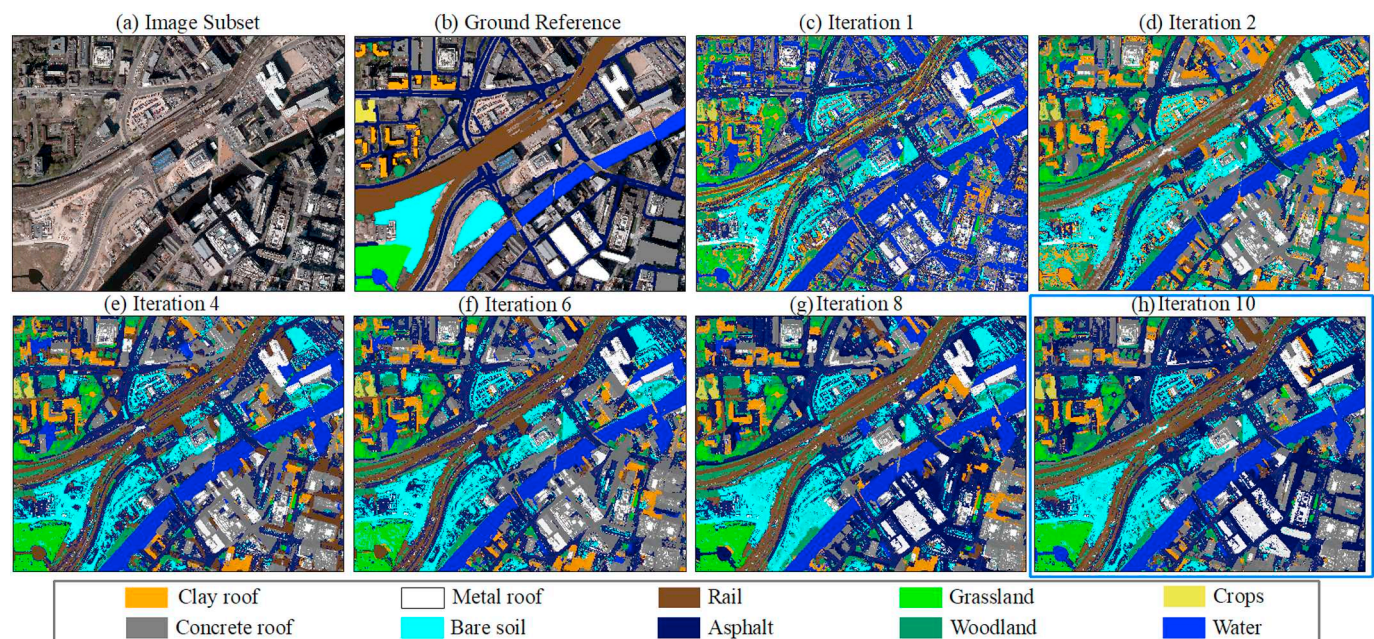 (a) Image Subset
(b) Ground Reference
(c) Iteration 1
(d) Iteration 2
(e) Iteration 4
(f) Iteration 6
(g) Iteration 8
(h) Iteration 10
Clay roof
Metal roof
Rail
Grassland
Crops
Concrete roof
Bare soil
Asphalt
Woodland
Water